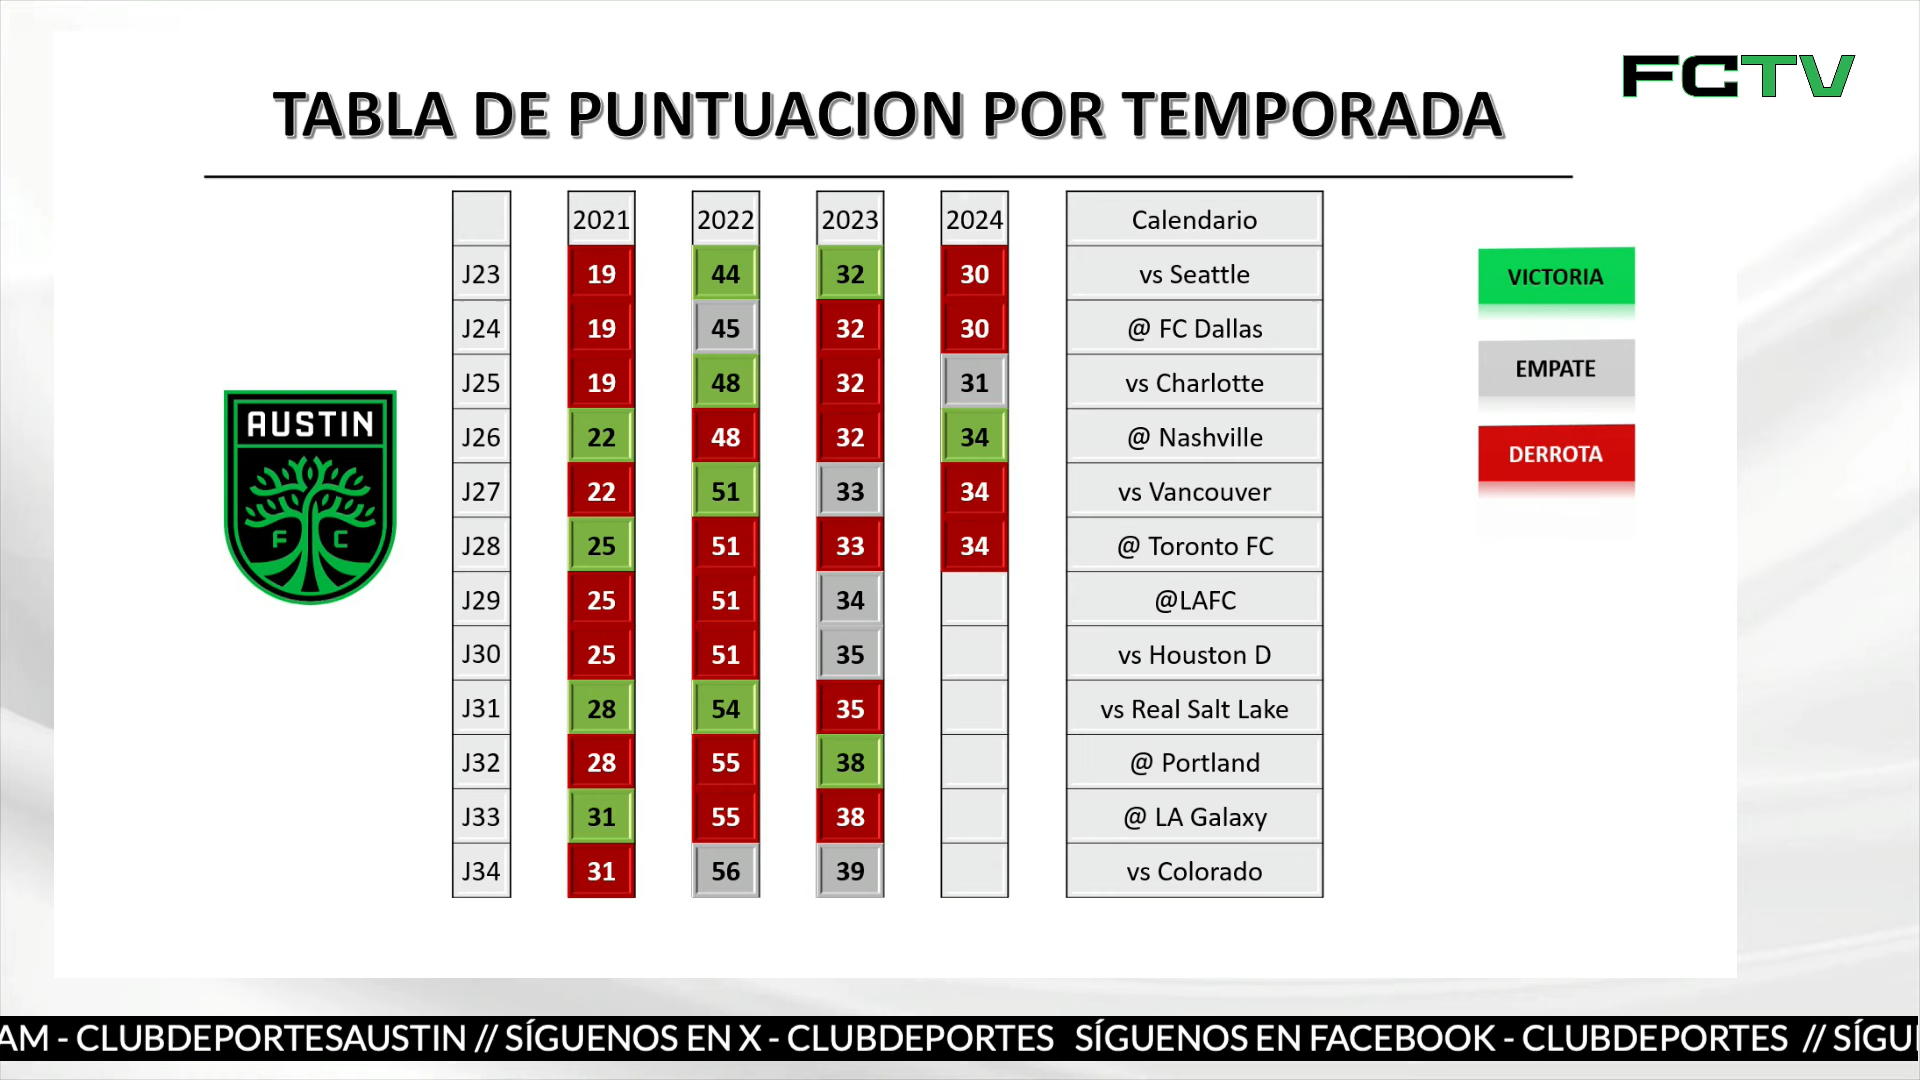 FCTV
TABLA DE PUNTUACION POR TEMPORADA
2021 2022 2023 2024 Calendario
J23 19 44 32 30 vs Seattle
J24 19 45 32 30 @ FC Dallas
J25 19 48 32 31 vs Charlotte
J26 22 48 32 34 @ Nashville
J27 22 51 33 34 vs Vancouver
J28 25 51 33 34 @ Toronto FC
J29 25 51 34 @LAFC
J30 25 51 35 vs Houston D
J31 28 54 35 vs Real Salt Lake
J32 28 55 38 @ Portland
J33 31 55 38 @ LA Galaxy
J34 31 56 39 vs Colorado
VICTORIA
EMPATE
DERROTA
AUSTIN
F C
AM - CLUBDEPORTESAUSTIN // SÍGUENOS EN X - CLUBDEPORTES SÍGUENOS EN FACEBOOK - CLUBDEPORTES // SÍGU